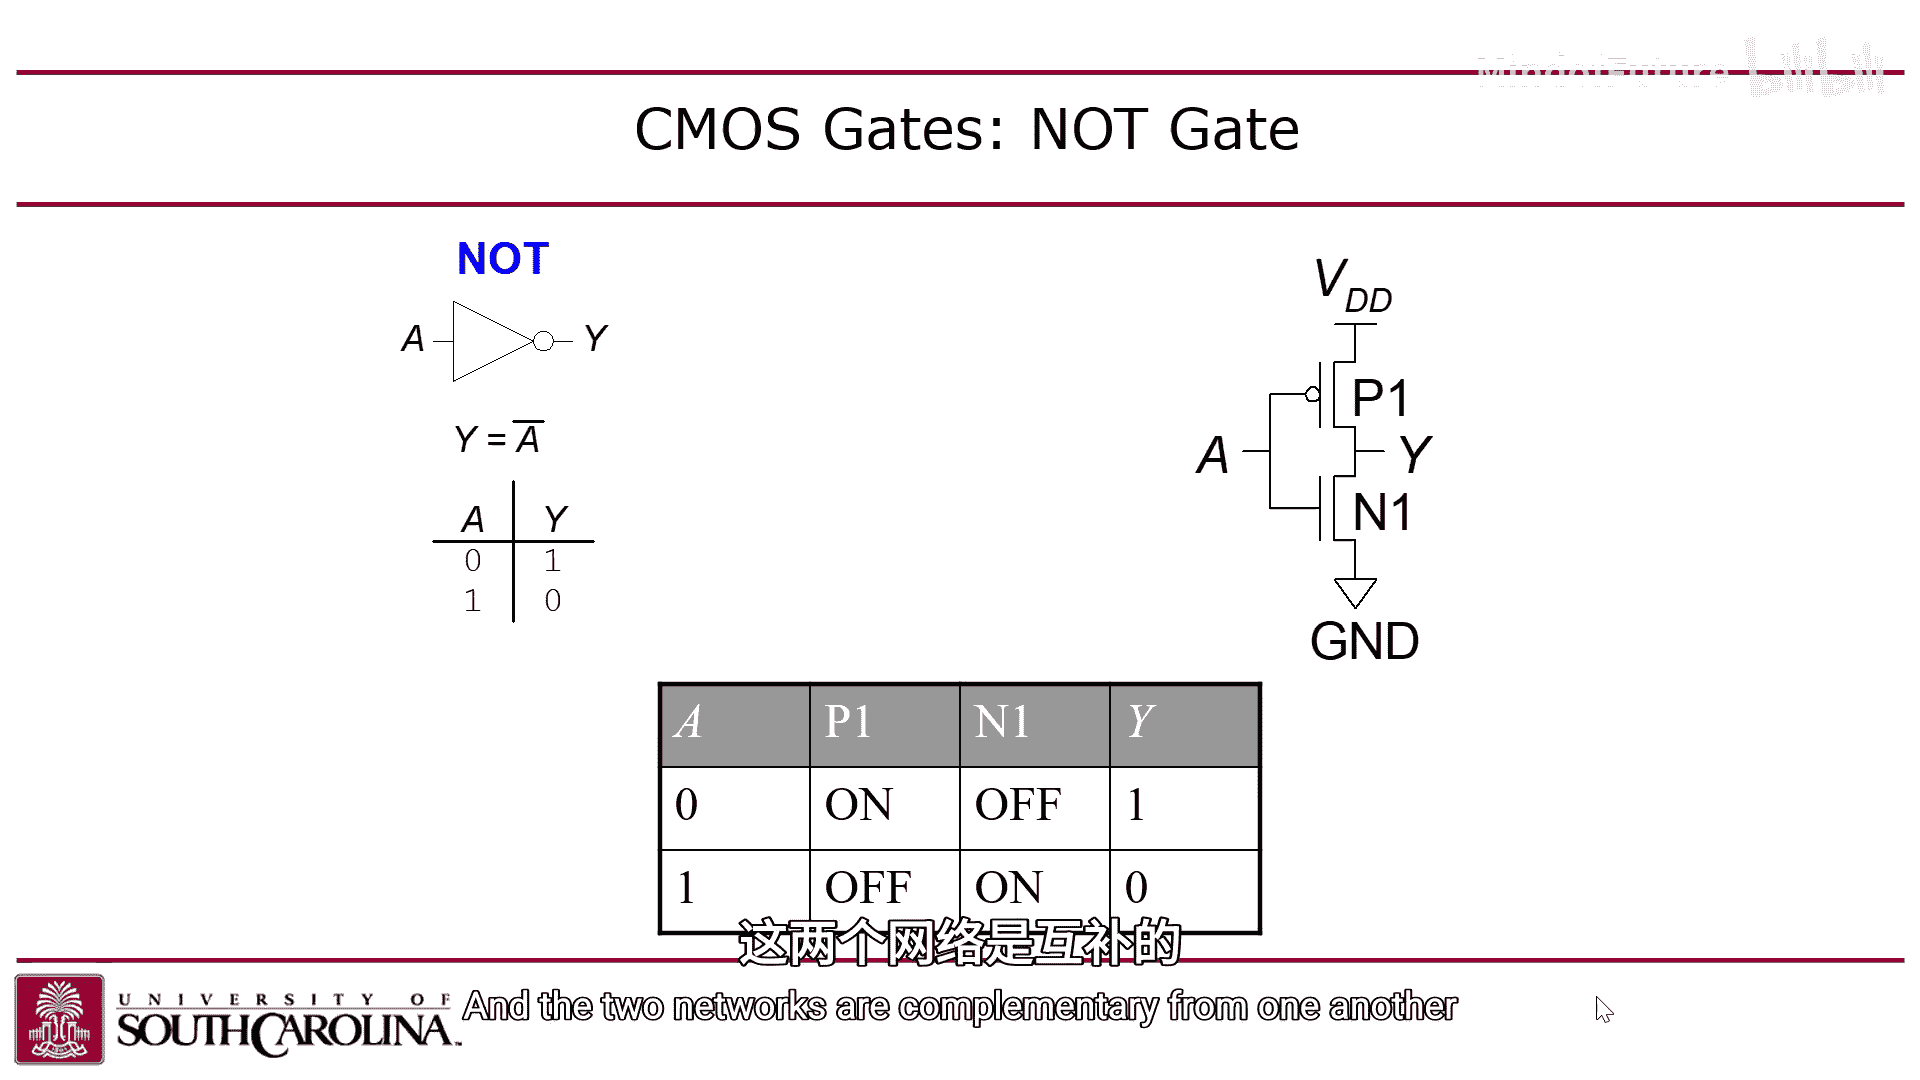 CMOS Gates: NOT Gate
NOT
A Y
Y = A̅
A Y
0 1
1 0
VDD
P1
A Y
N1
GND
A P1 N1 Y
0 ON OFF 1
1 OFF ON 0
这两个网络是互补的
And the two networks are complementary from one another
UNIVERSITY OF
SOUTH CAROLINA